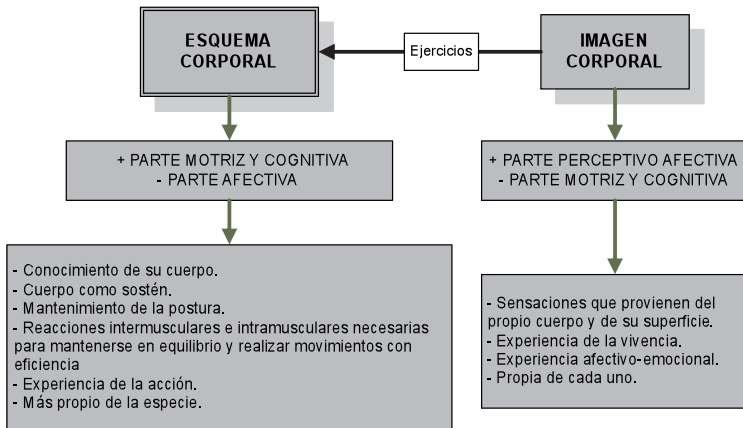 ESQUEMA
CORPORAL
Ejercicios
IMAGEN
CORPORAL
+ PARTE MOTRIZ Y COGNITIVA
- PARTE AFECTIVA
+ PARTE PERCEPTIVO AFECTIVA
- PARTE MOTRIZ Y COGNITIVA
- Conocimiento de su cuerpo.
- Cuerpo como sostén.
- Mantenimiento de la postura.
- Reacciones intermusculares e intramusculares necesarias
para mantenerse en equilibrio y realizar movimientos con
eficiencia
- Experiencia de la acción.
- Más propio de la especie.
- Sensaciones que provienen del
propio cuerpo y de su superficie.
- Experiencia de la vivencia.
- Experiencia afectivo-emocional.
- Propia de cada uno.